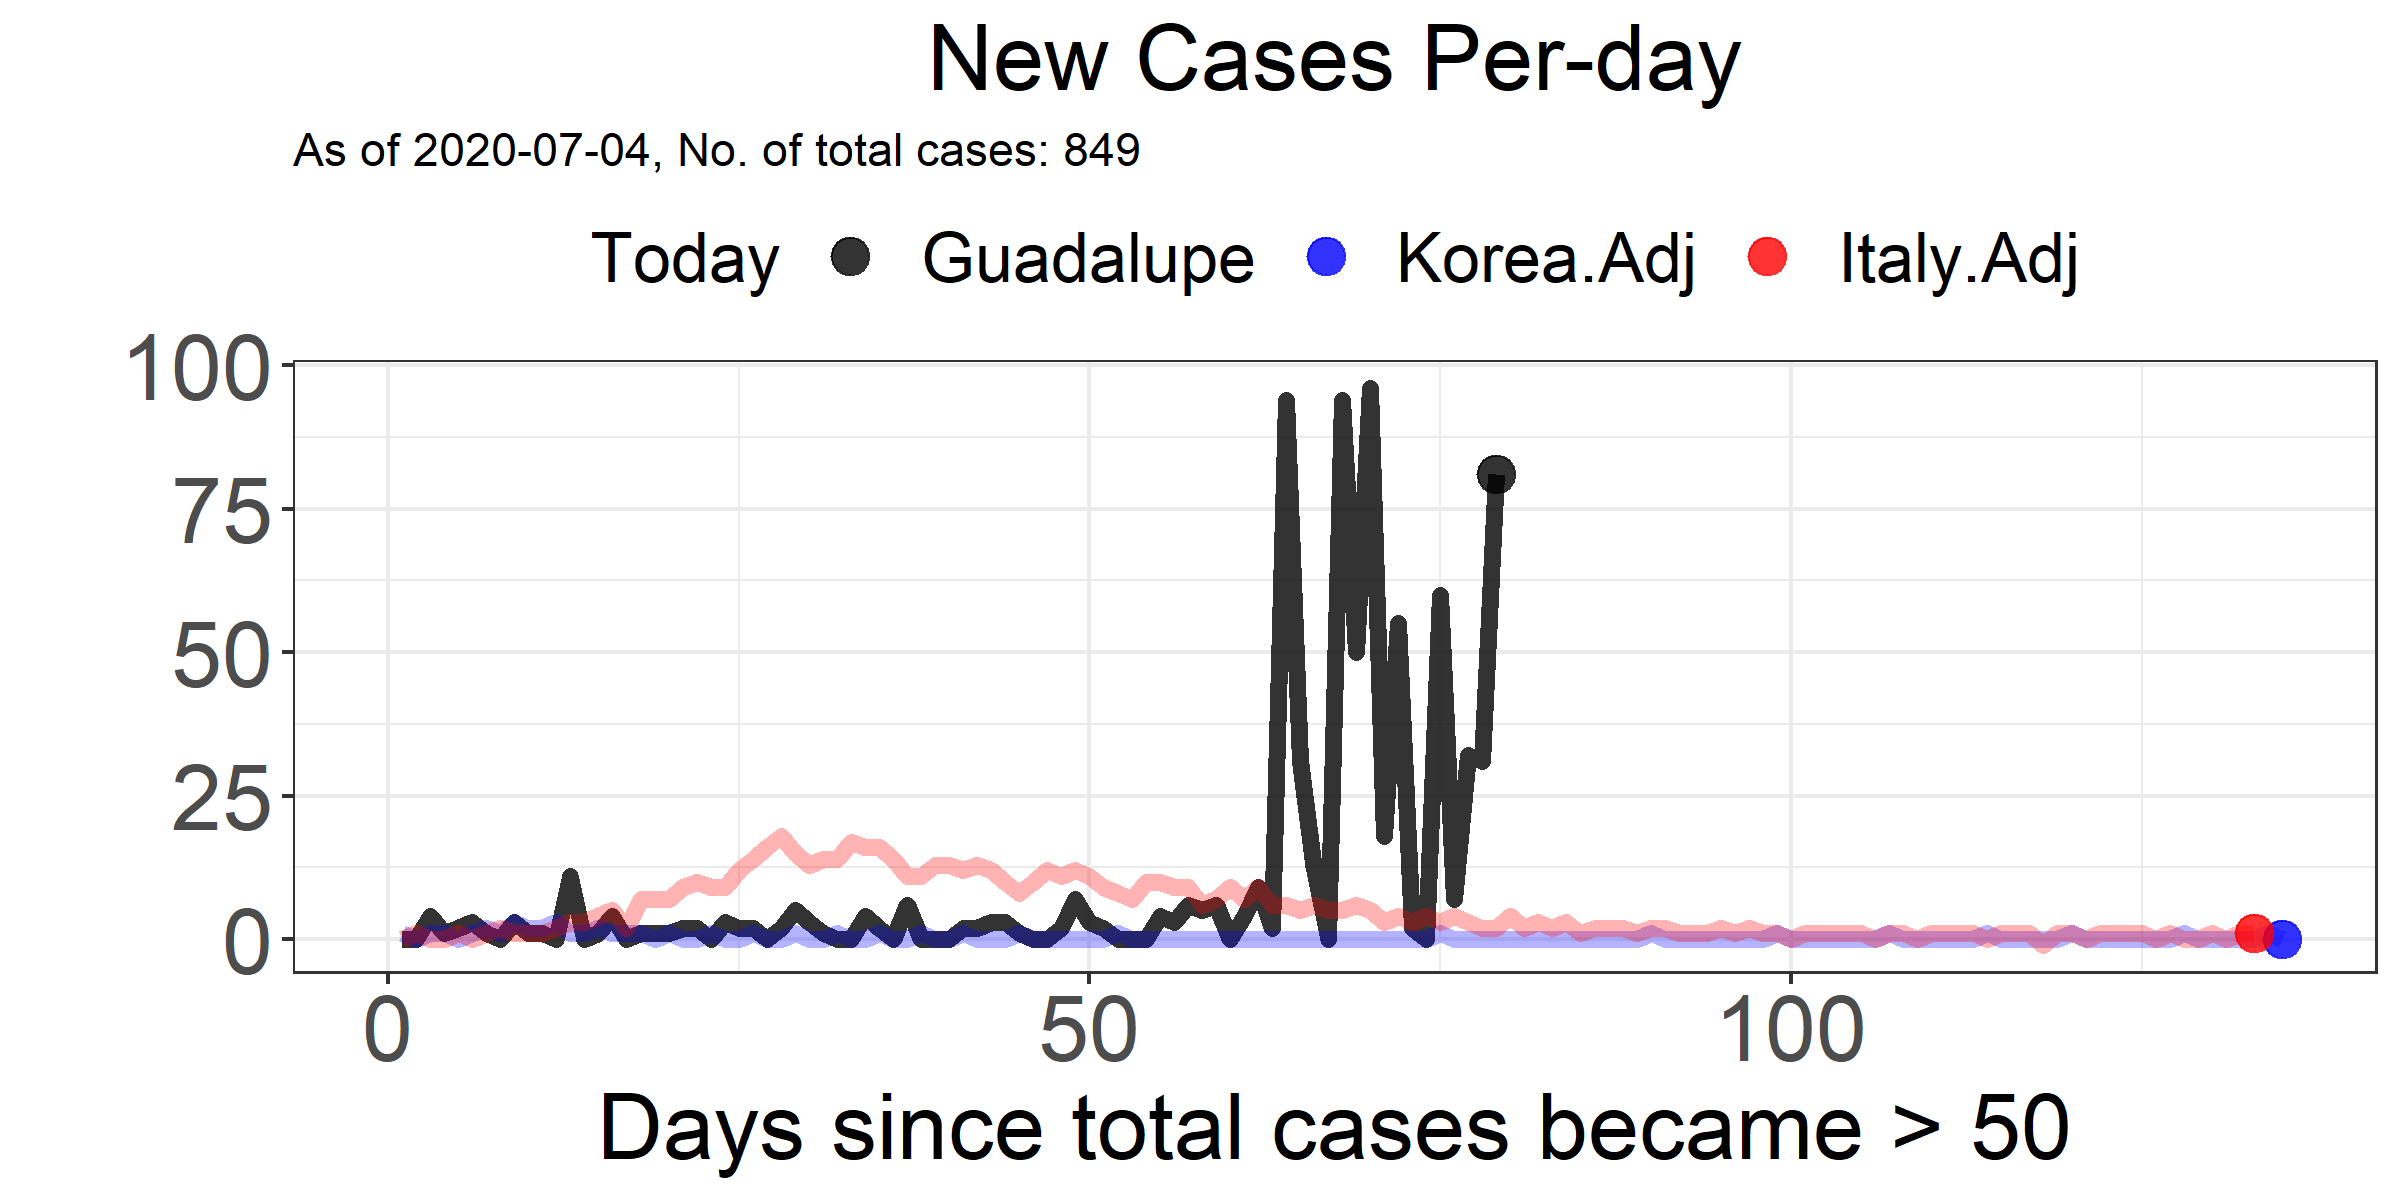 New Cases Per-day
As of 2020-07-04, No. of total cases: 849
Today Guadalupe Korea.Adj Italy.Adj
100
75
50
25
0
0 50 100
Days since total cases became > 50